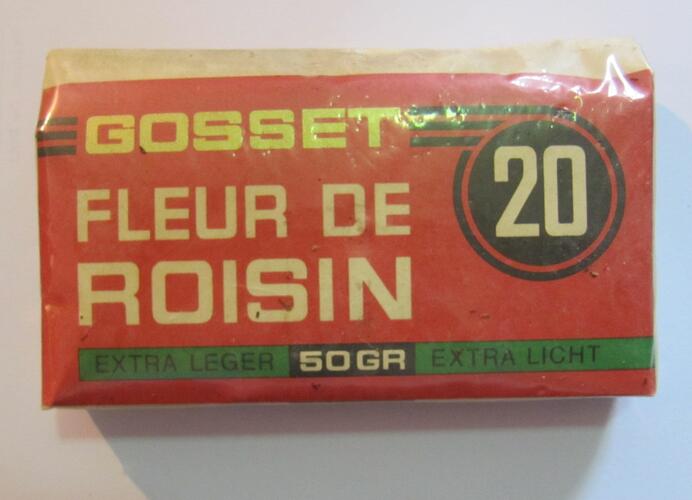 GOSSET
20
FLEUR DE
ROISIN
EXTRA LEGER 50GR EXTRA LICHT